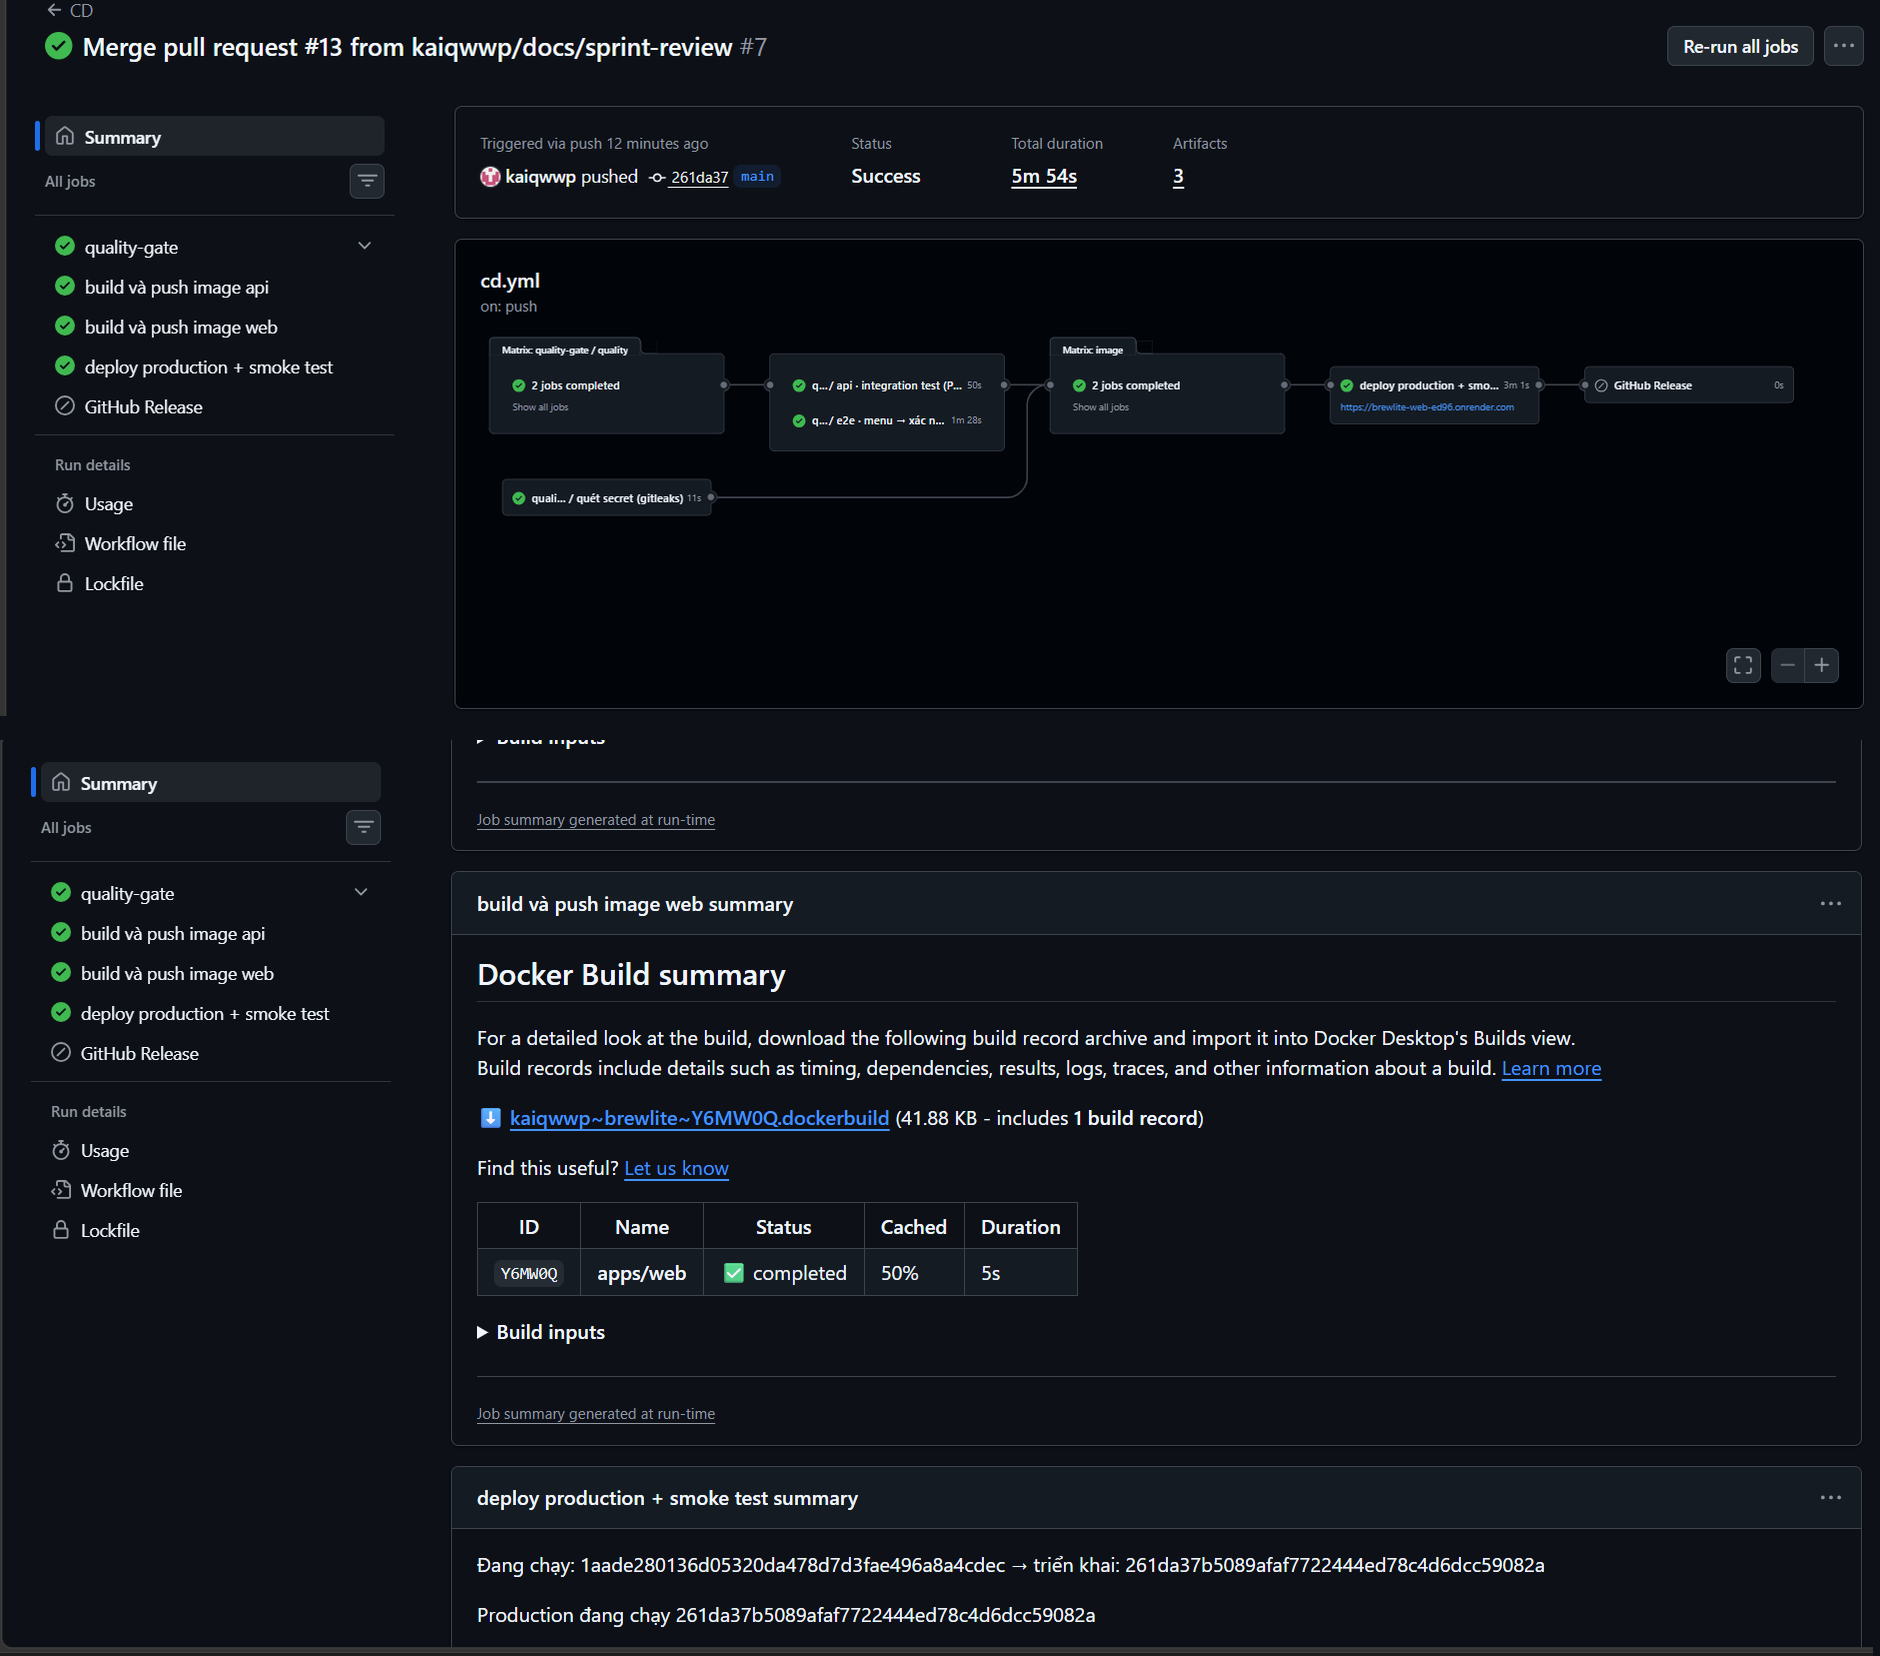 CD
Merge pull request #13 from kaiqwwp/docs/sprint-review #7
Re-run all jobs
Summary
All jobs
quality-gate
build và push image api
build và push image web
deploy production + smoke test
GitHub Release
Run details
Usage
Workflow file
Lockfile
Triggered via push 12 minutes ago
kaiqwwp pushed 261da37 main
Status
Success
Total duration
5m 54s
Artifacts
3
cd.yml
on: push
Matrix: quality-gate / quality
2 jobs completed
Show all jobs
q.../ api · integration test (P... 50s
q.../ e2e · menu → xác n... 1m 28s
quali... / quét secret (gitleaks) 11s
Matrix: image
2 jobs completed
Show all jobs
deploy production + smo... 3m 1s
https://brewlite-web-ed96.onrender.com
GitHub Release 0s
Summary
All jobs
quality-gate
build và push image api
build và push image web
deploy production + smoke test
GitHub Release
Run details
Usage
Workflow file
Lockfile
Build inputs
Job summary generated at run-time
build và push image web summary
Docker Build summary
For a detailed look at the build, download the following build record archive and import it into Docker Desktop's Builds view.
Build records include details such as timing, dependencies, results, logs, traces, and other information about a build. Learn more
kaiqwwp~brewlite~Y6MW0Q.dockerbuild (41.88 KB - includes 1 build record)
Find this useful? Let us know
ID Name Status Cached Duration
Y6MW0Q apps/web completed 50% 5s
Build inputs
Job summary generated at run-time
deploy production + smoke test summary
Đang chạy: 1aade280136d05320da478d7d3fae496a8a4cdec → triển khai: 261da37b5089afaf7722444ed78c4d6dcc59082a
Production đang chạy 261da37b5089afaf7722444ed78c4d6dcc59082a